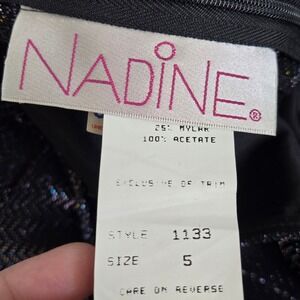 NADINE®
25% MYLAR
100% ACETATE
EXCLUSIVE OF TRIM
STYLE 1133
SIZE 5
CARE ON REVERSE